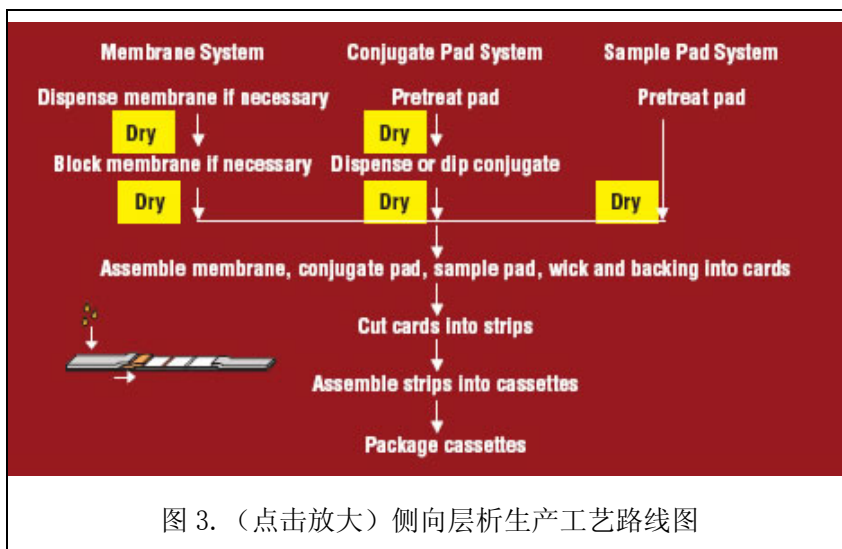 Membrane System Conjugate Pad System Sample Pad System
Dispense membrane if necessary Pretreat pad Pretreat pad
Dry Dry
Block membrane if necessary Dispense or dip conjugate
Dry Dry Dry
Assemble membrane, conjugate pad, sample pad, wick and backing into cards
Cut cards into strips
Assemble strips into cassettes
Package cassettes
图 3. （点击放大）侧向层析生产工艺路线图